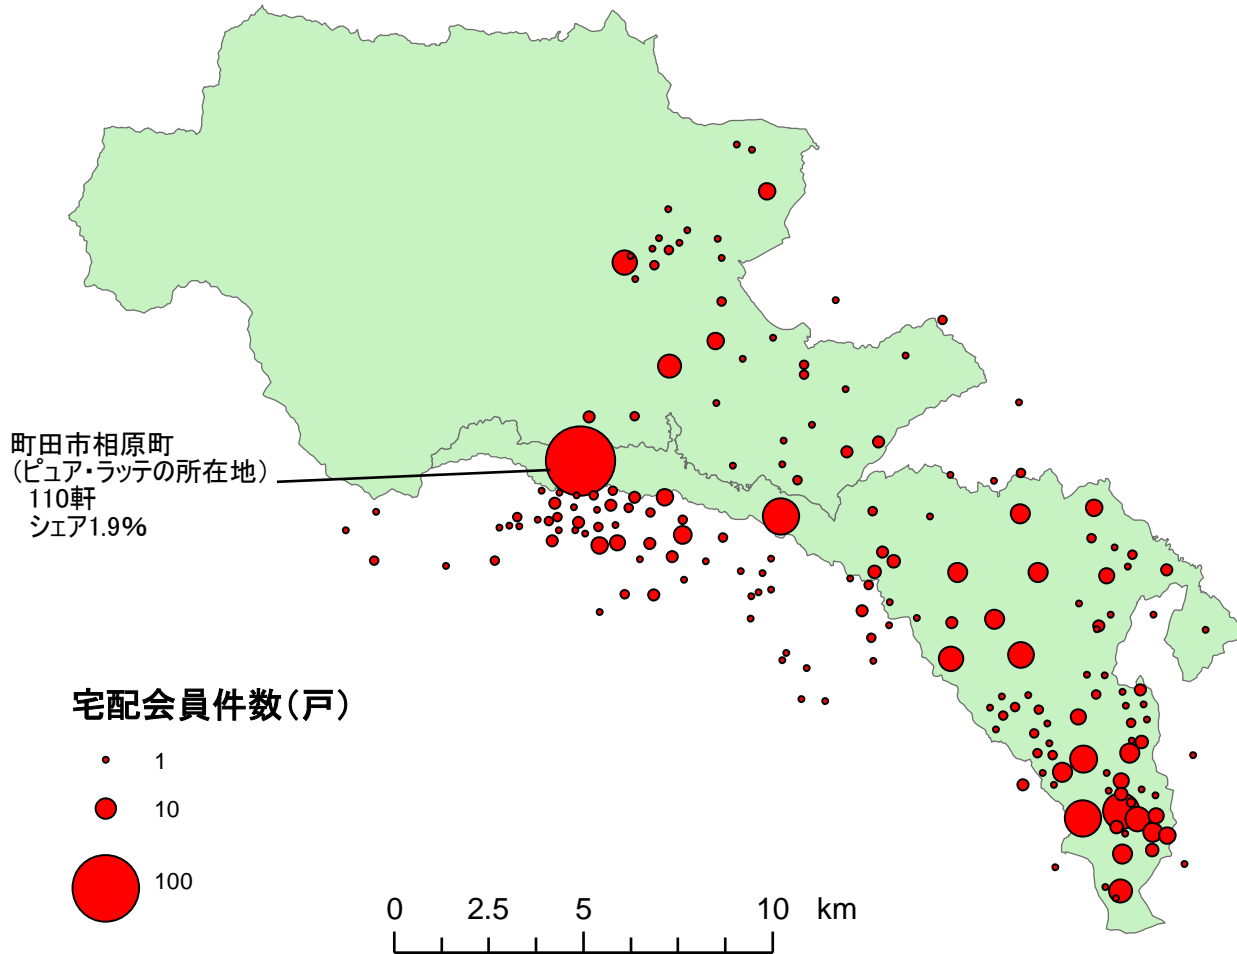 町田市相原町
(ピュア・ラッテの所在地)
110軒
シェア1.9%
宅配会員件数(戸)
1
10
100
0 2.5 5 10 km